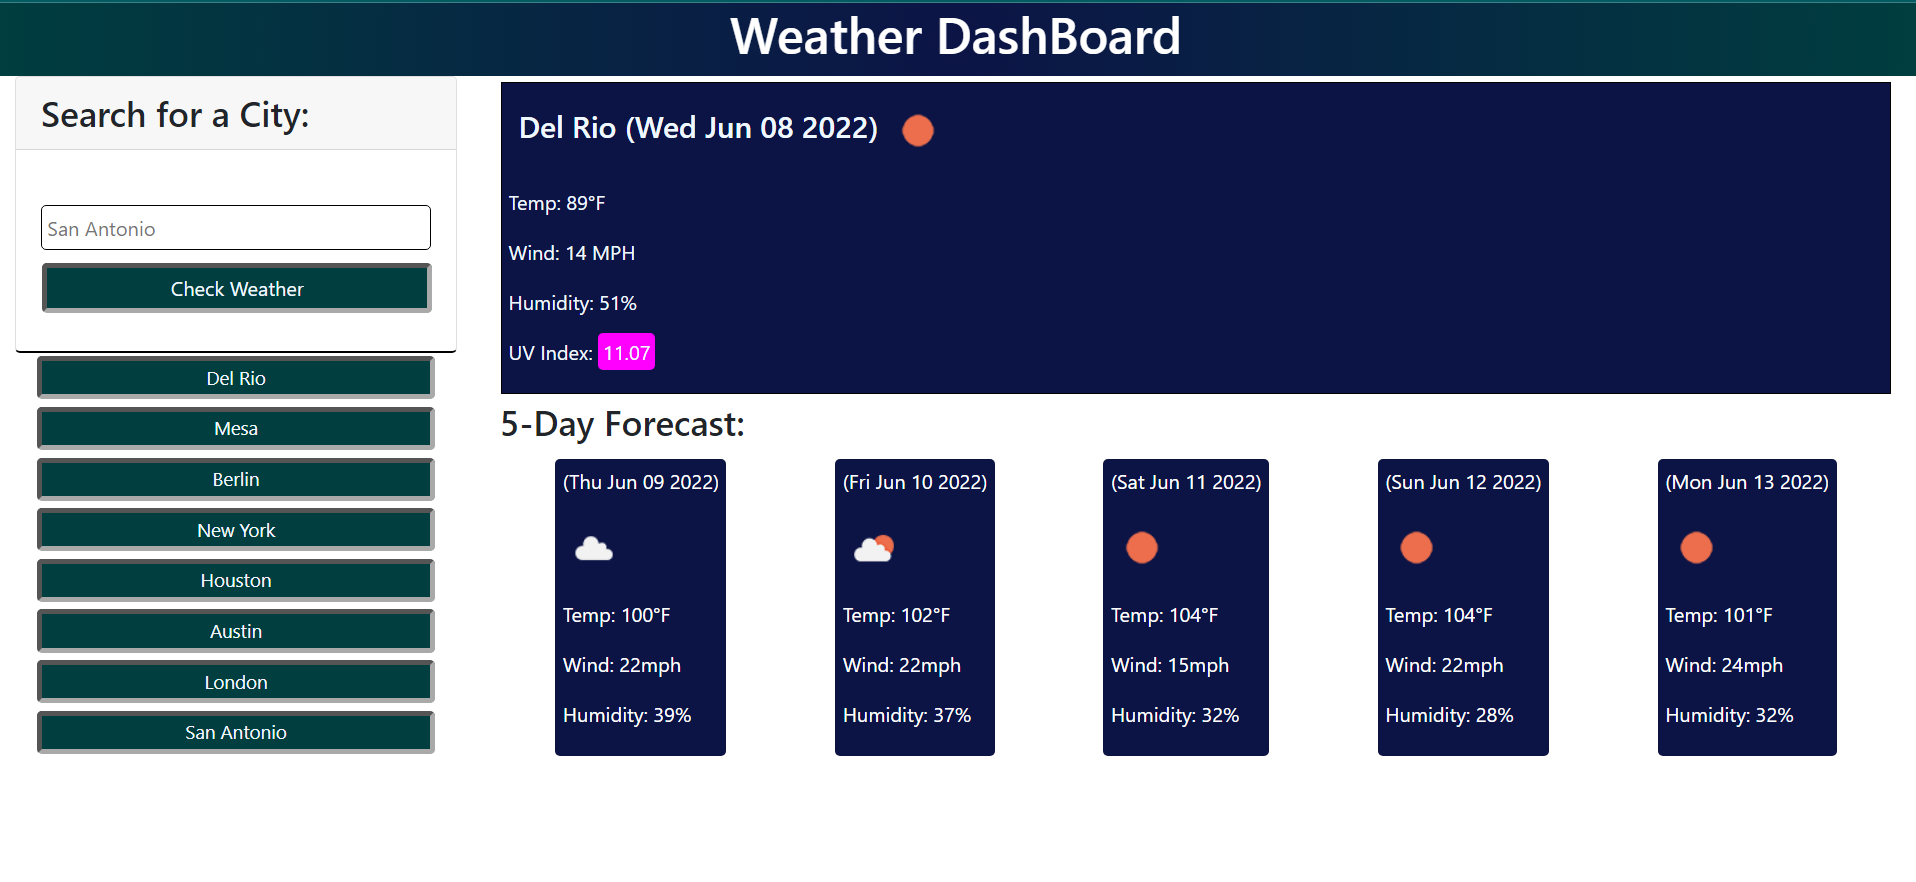 Weather DashBoard
Search for a City:
San Antonio
Check Weather
Del Rio
Mesa
Berlin
New York
Houston
Austin
London
San Antonio
Del Rio (Wed Jun 08 2022)
Temp: 89°F
Wind: 14 MPH
Humidity: 51%
UV Index: 11.07
5-Day Forecast:
(Thu Jun 09 2022)
Temp: 100°F
Wind: 22mph
Humidity: 39%
(Fri Jun 10 2022)
Temp: 102°F
Wind: 22mph
Humidity: 37%
(Sat Jun 11 2022)
Temp: 104°F
Wind: 15mph
Humidity: 32%
(Sun Jun 12 2022)
Temp: 104°F
Wind: 22mph
Humidity: 28%
(Mon Jun 13 2022)
Temp: 101°F
Wind: 24mph
Humidity: 32%